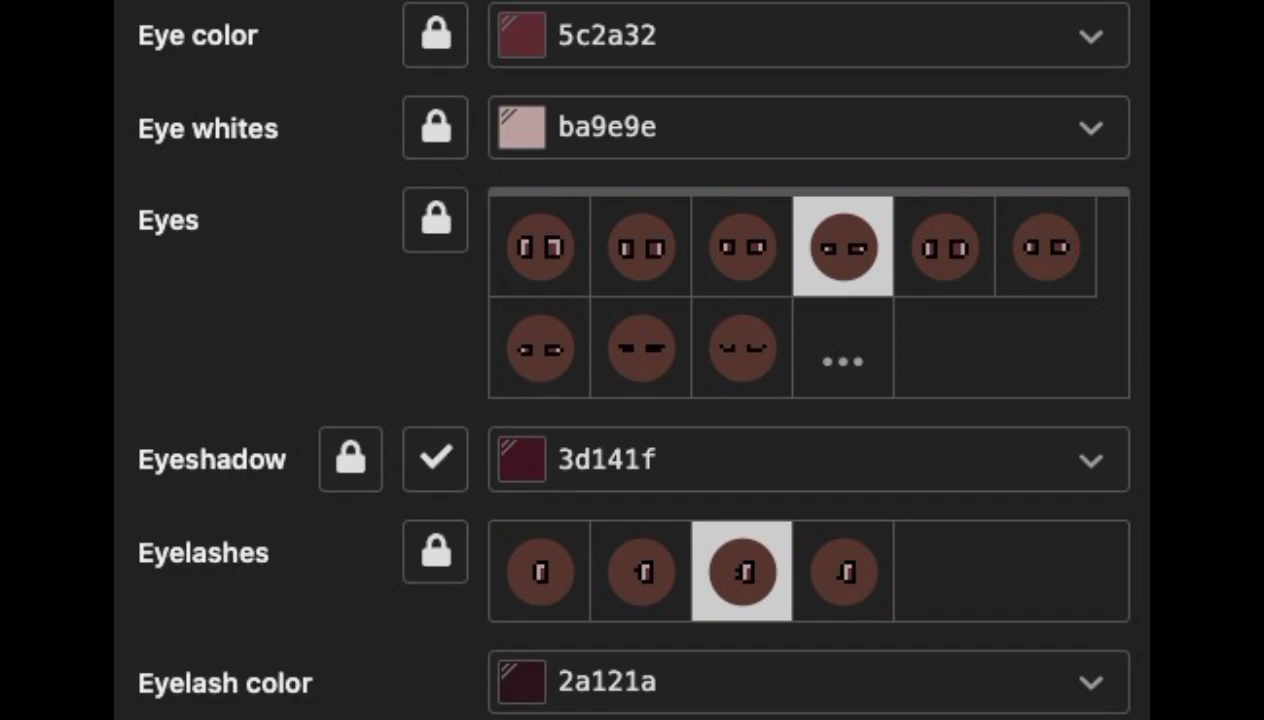 Eye color 5c2a32
Eye whites ba9e9e
Eyes
...
Eyeshadow 3d141f
Eyelashes
Eyelash color 2a121a